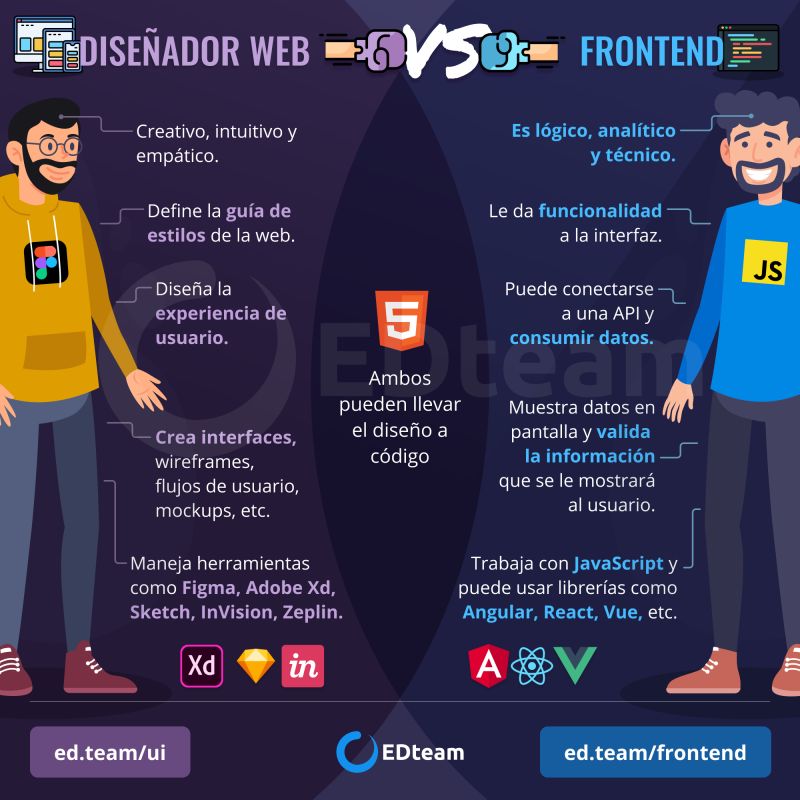 DISEÑADOR WEB
VS
FRONTEND
Creativo, intuitivo y
empático.
Define la guía de
estilos de la web.
Diseña la
experiencia de
usuario.
Crea interfaces,
wireframes,
flujos de usuario,
mockups, etc.
Maneja herramientas
como Figma, Adobe Xd,
Sketch, InVision, Zeplin.
Xd
in
5
Ambos
pueden llevar
el diseño a
código
Es lógico, analítico
y técnico.
Le da funcionalidad
a la interfaz.
JS
Puede conectarse
a una API y
consumir datos.
Muestra datos en
pantalla y valida
la información
que se le mostrará
al usuario.
Trabaja con JavaScript y
puede usar librerías como
Angular, React, Vue, etc.
A
EDteam
ed.team/ui
EDteam
ed.team/frontend